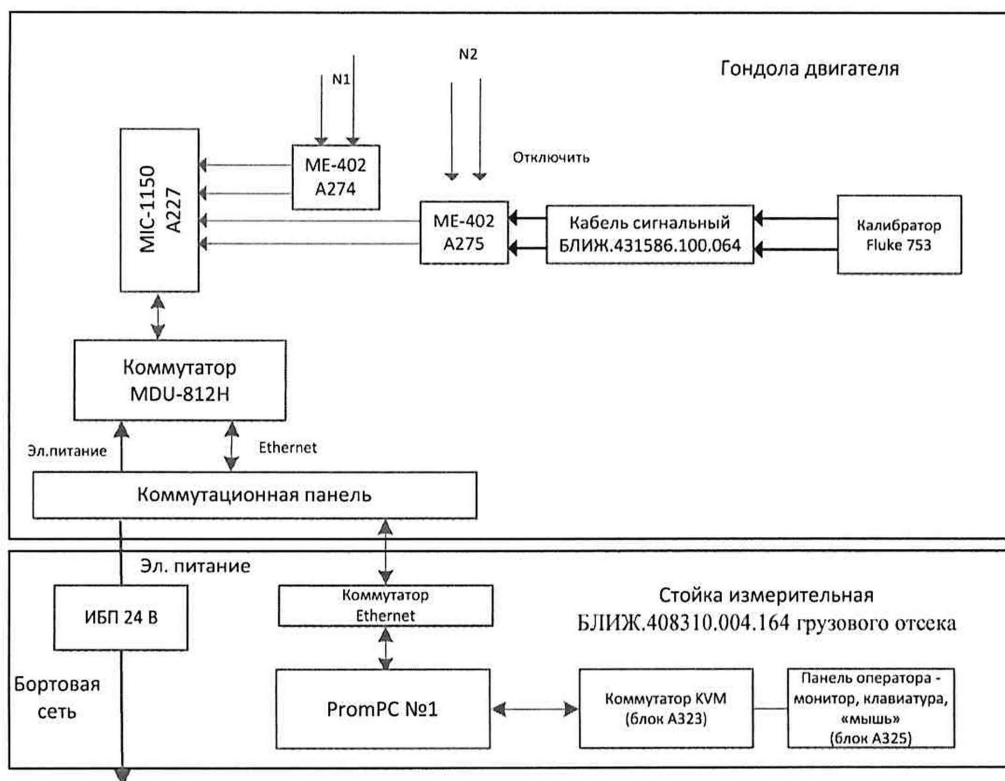 N1
N2
Гондола двигателя
Отключить
MIC-1150
A227
ME-402
A274
ME-402
A275
Кабель сигнальный
БЛИЖ.431586.100.064
Калибратор
Fluke 753
Коммутатор
MDU-812H
Эл.питание
Ethernet
Коммутационная панель
Эл. питание
ИБП 24 В
Коммутатор
Ethernet
Стойка измерительная
БЛИЖ.408310.004.164 грузового отсека
Бортовая
сеть
PromPC №1
Коммутатор KVM
(блок А323)
Панель оператора -
монитор, клавиатура,
«мышь»
(блок А325)